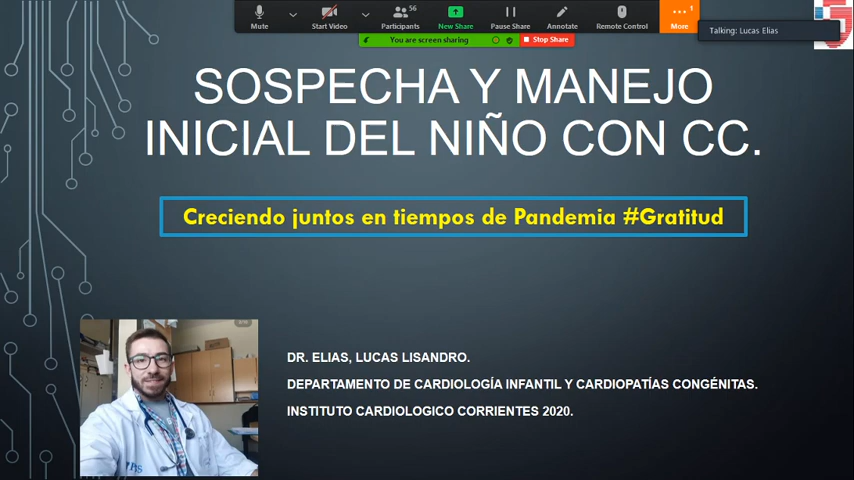 56
1
Mute
Start Video
Participants
New Share
Pause Share
Annotate
Remote Control
More
Talking: Lucas Elias
You are screen sharing
Stop Share
SOSPECHA Y MANEJO
INICIAL DEL NIÑO CON CC.
Creciendo juntos en tiempos de Pandemia #Gratitud
DR. ELIAS, LUCAS LISANDRO.
DEPARTAMENTO DE CARDIOLOGÍA INFANTIL Y CARDIOPATÍAS CONGÉNITAS.
INSTITUTO CARDIOLOGICO CORRIENTES 2020.